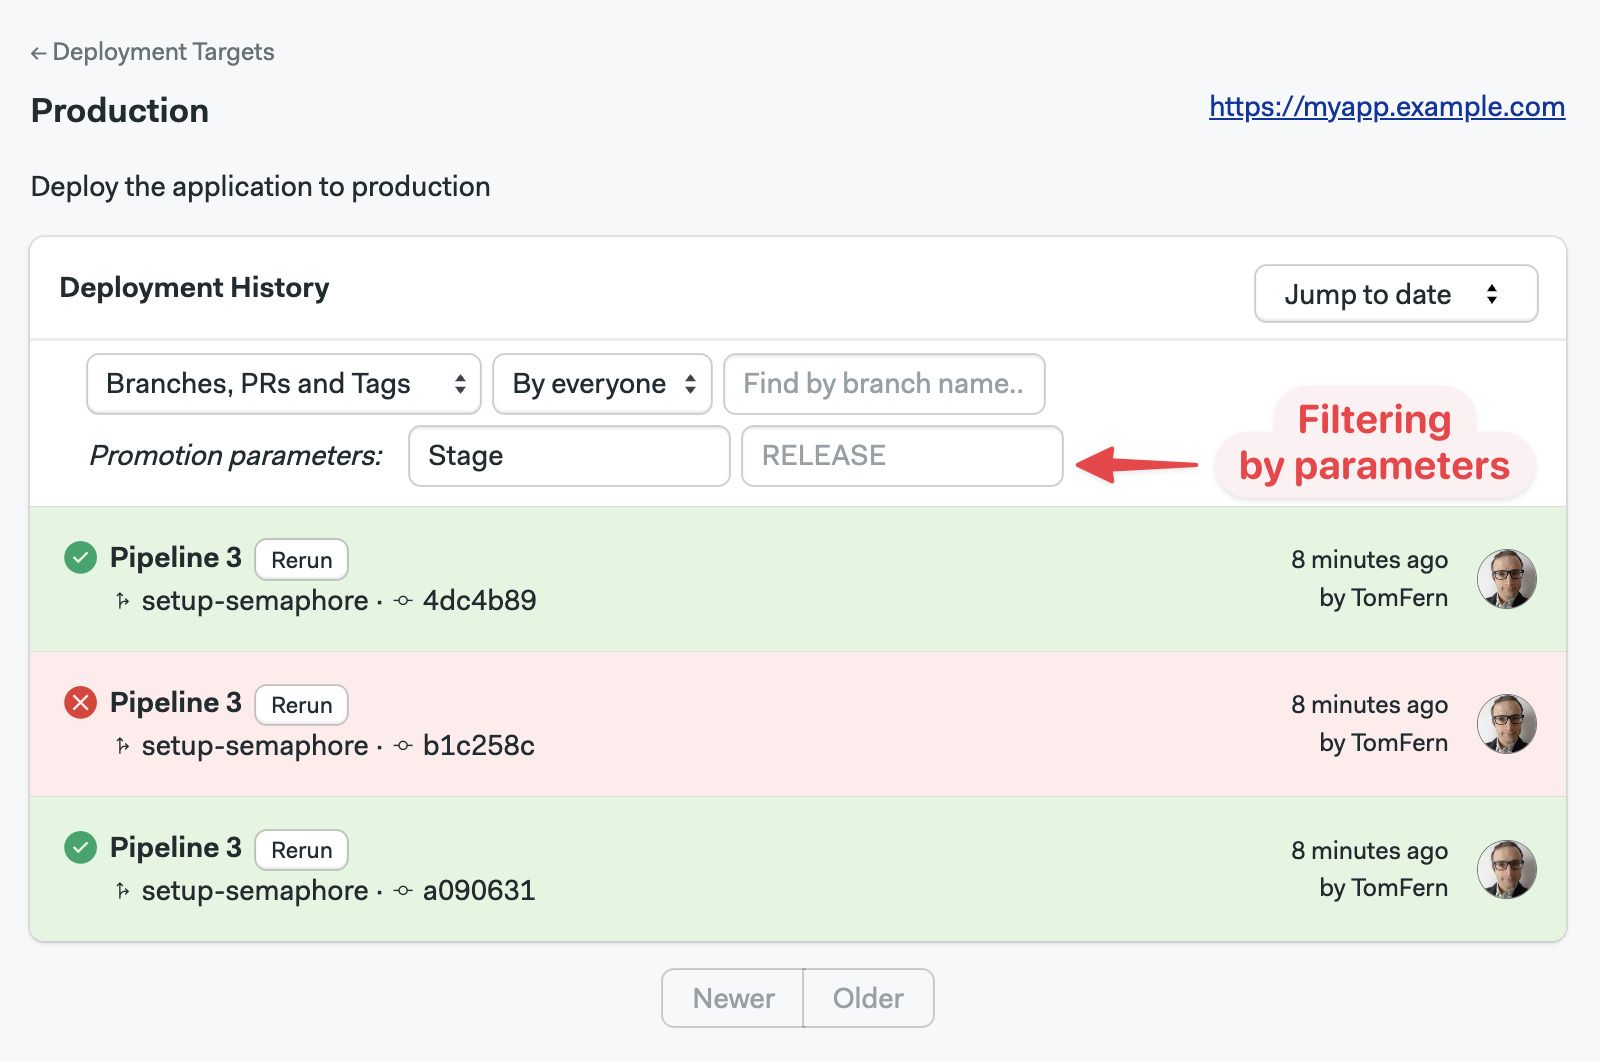 ← Deployment Targets
Production
https://myapp.example.com
Deploy the application to production
Deployment History
Jump to date
Branches, PRs and Tags
By everyone
Find by branch name..
Promotion parameters:
Stage
RELEASE
Filtering
by parameters
Pipeline 3
Rerun
8 minutes ago
setup-semaphore · 4dc4b89
by TomFern
Pipeline 3
Rerun
8 minutes ago
setup-semaphore · b1c258c
by TomFern
Pipeline 3
Rerun
8 minutes ago
setup-semaphore · a090631
by TomFern
Newer
Older